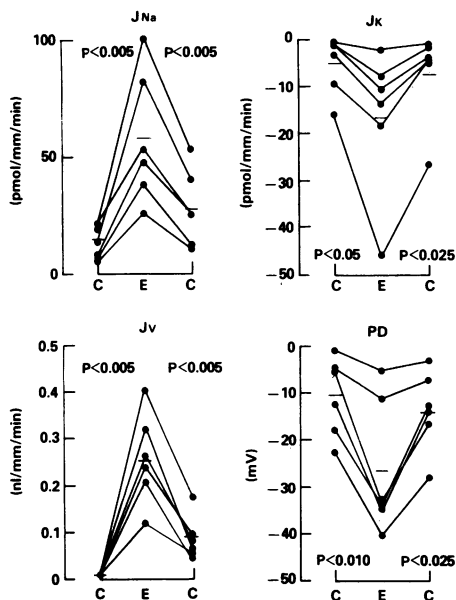 JNa
100
50
0
(pmol/mm/min)
P<0.005
P<0.005
C
E
C
JK
0
−10
−20
−30
−40
−50
(pmol/mm/min)
P<0.05
P<0.025
C
E
C
Jv
0.5
0.4
0.3
0.2
0.1
0
(nl/mm/min)
P<0.005
P<0.005
C
E
C
PD
0
−10
−20
−30
−40
−50
(mV)
P<0.010
P<0.025
C
E
C